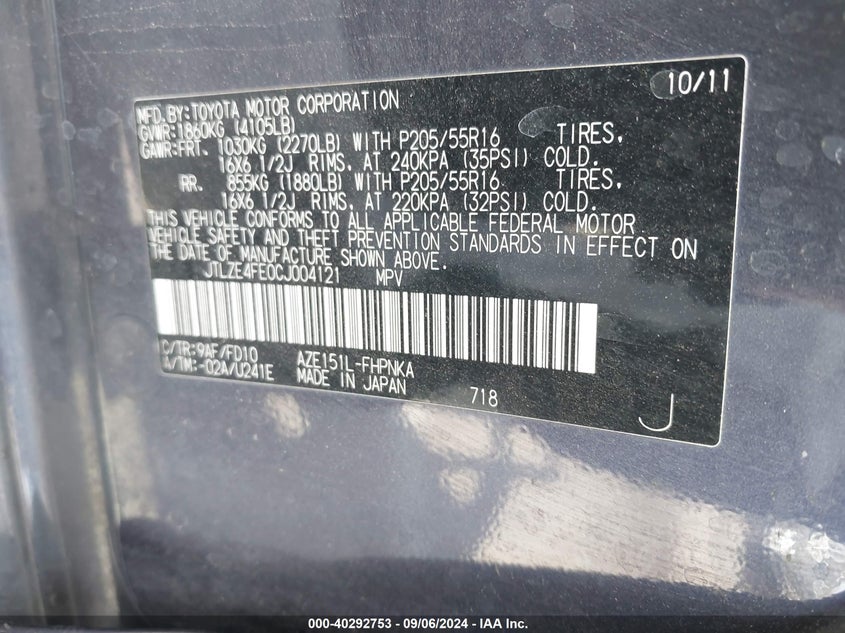 10/11
MFD.BY:TOYOTA MOTOR CORPORATION
GVWR:1860KG (4105LB)
GAWR:FRT. 1030KG (2270LB) WITH P205/55R16 TIRES,
16X6 1/2J RIMS. AT 240KPA (35PSI) COLD.
RR. 855KG (1880LB) WITH P205/55R16 TIRES,
16X6 1/2J RIMS. AT 220KPA (32PSI) COLD.
THIS VEHICLE CONFORMS TO ALL APPLICABLE FEDERAL MOTOR
VEHICLE SAFETY AND THEFT PREVENTION STANDARDS IN EFFECT ON
THE DATE OF MANUFACTURE SHOWN ABOVE.
JTLZE4FE0CJ004121 MPV
C/TR:9AF/FD10 AZE151L-FHPNKA
A/TM:-02A/U241E MADE IN JAPAN
718
J
000-40292753 - 09/06/2024 - IAA Inc.